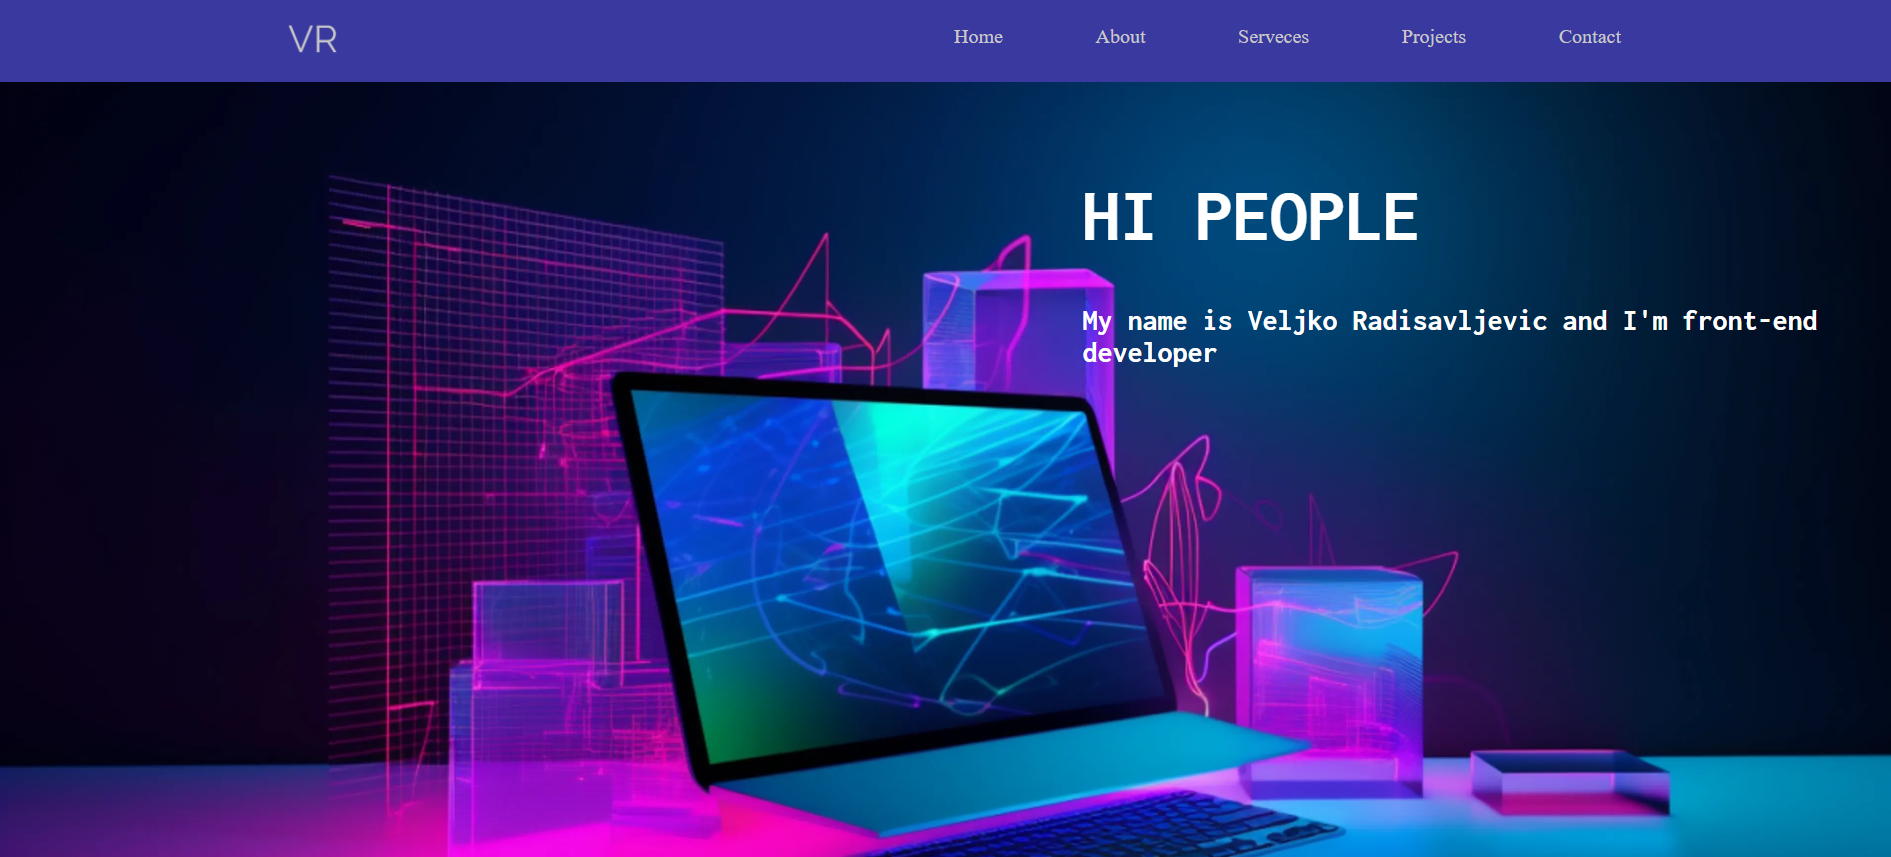 VR
Home About Serveces Projects Contact
HI PEOPLE
My name is Veljko Radisavljevic and I'm front-end
developer